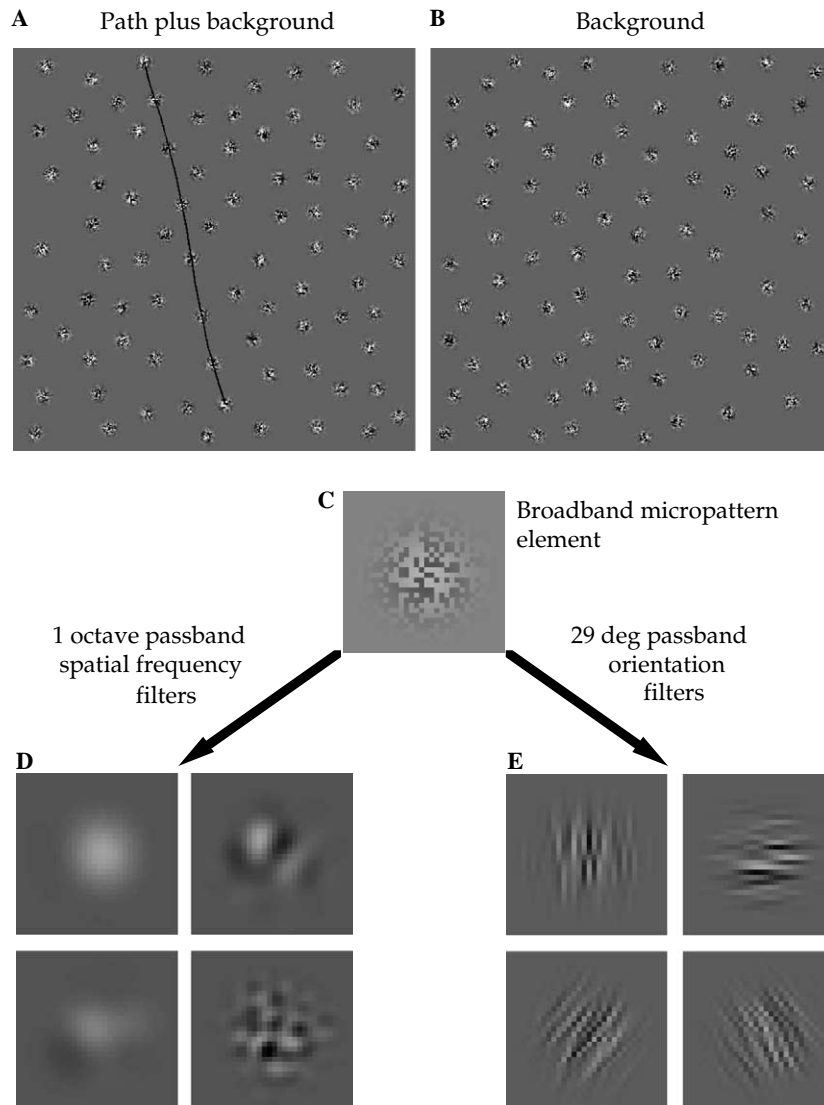 A
Path plus background
B
Background
C
Broadband micropattern
element
1 octave passband
spatial frequency
filters
29 deg passband
orientation
filters
D
E